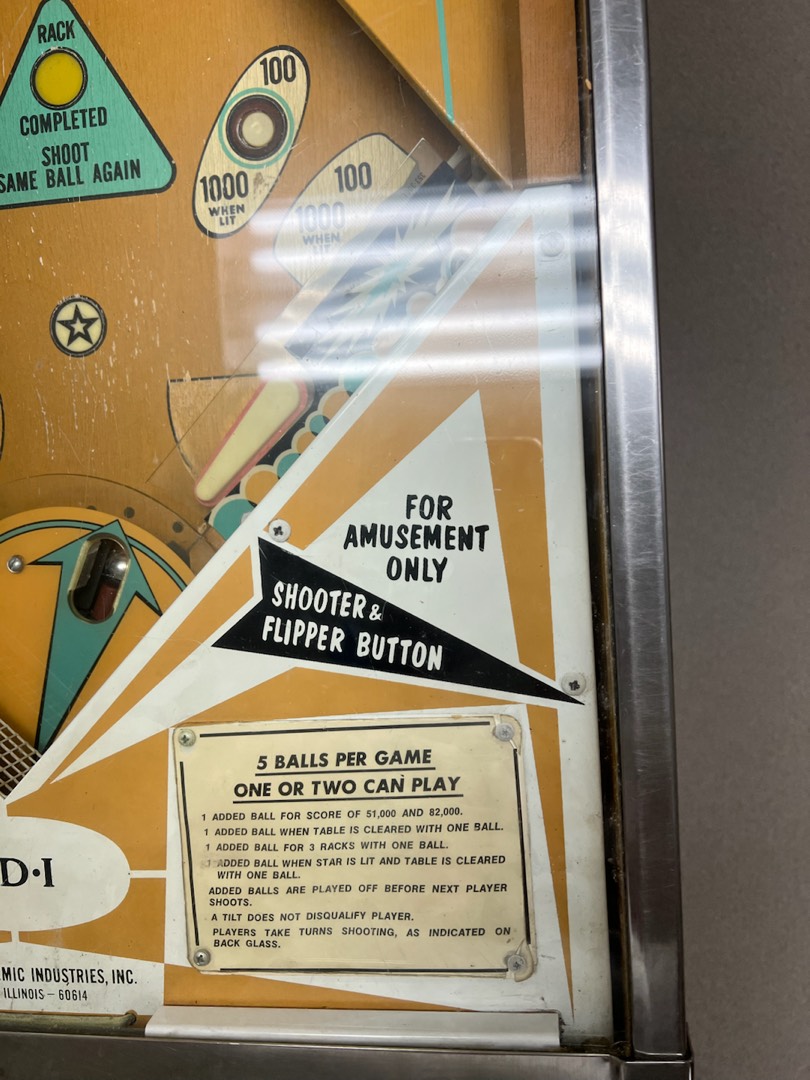 RACK
COMPLETED
SHOOT
SAME BALL AGAIN
100
1000
WHEN
LIT
100
1000
WHEN
LIT
FOR
AMUSEMENT
ONLY
SHOOTER &
FLIPPER BUTTON
5 BALLS PER GAME
ONE OR TWO CAN PLAY
1 ADDED BALL FOR SCORE OF 51,000 AND 82,000.
1 ADDED BALL WHEN TABLE IS CLEARED WITH ONE BALL.
1 ADDED BALL FOR 3 RACKS WITH ONE BALL.
1 ADDED BALL WHEN STAR IS LIT AND TABLE IS CLEARED
WITH ONE BALL.
ADDED BALLS ARE PLAYED OFF BEFORE NEXT PLAYER
SHOOTS.
A TILT DOES NOT DISQUALIFY PLAYER.
PLAYERS TAKE TURNS SHOOTING, AS INDICATED ON
BACK GLASS.
D·I
MIC INDUSTRIES, INC.
ILLINOIS – 60614